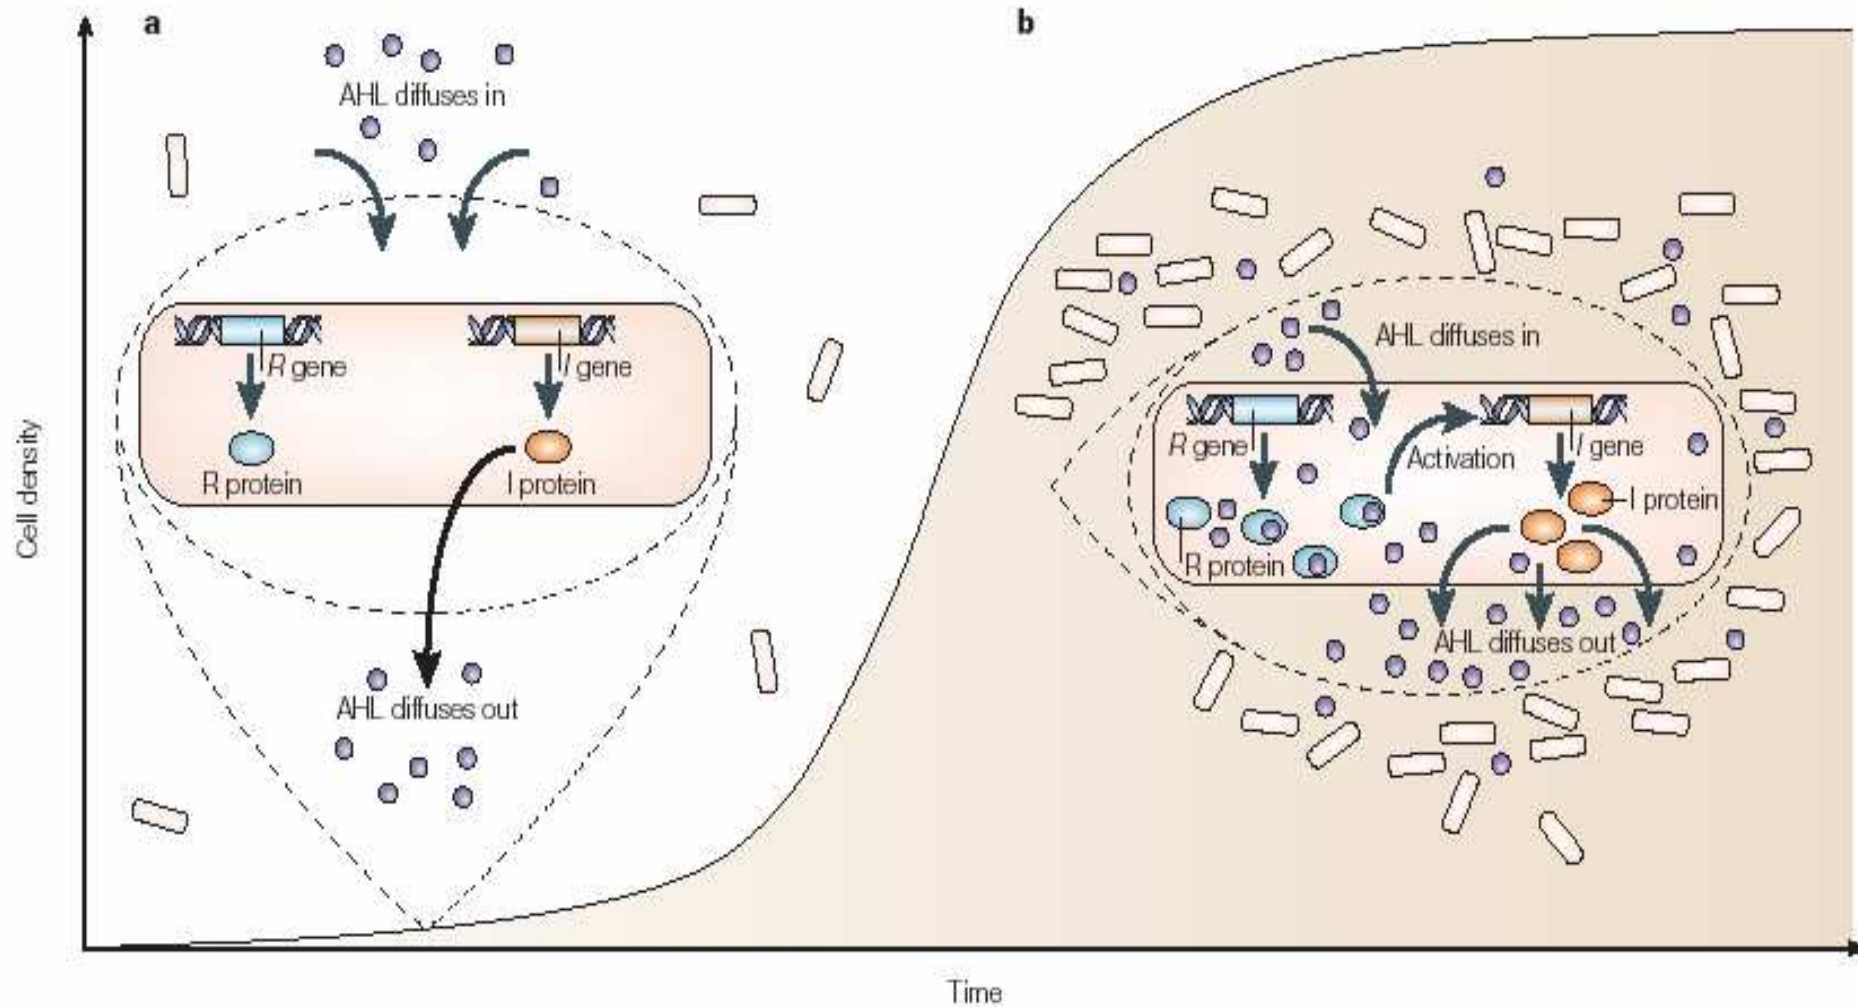 a
AHL diffuses in
R gene
I gene
R protein
I protein
AHL diffuses out
b
AHL diffuses in
R gene
Activation
I gene
I protein
R protein
AHL diffuses out
Cell density
Time